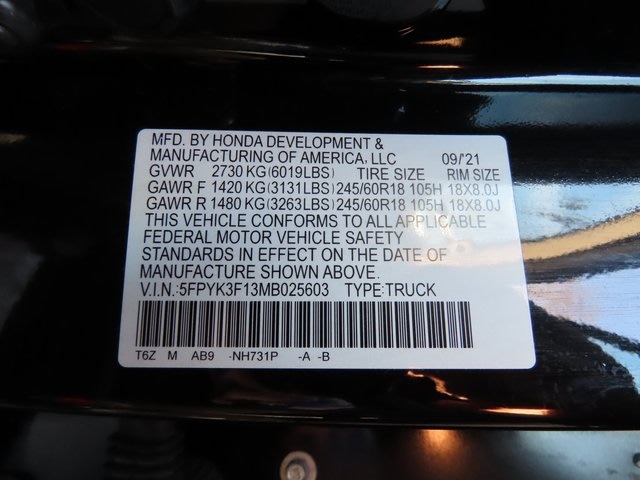 MFD. BY HONDA DEVELOPMENT &
MANUFACTURING OF AMERICA, LLC 09/'21
GVWR 2730 KG(6019LBS) TIRE SIZE RIM SIZE
GAWR F 1420 KG(3131LBS) 245/60R18 105H 18X8.0J
GAWR R 1480 KG(3263LBS) 245/60R18 105H 18X8.0J
THIS VEHICLE CONFORMS TO ALL APPLICABLE
FEDERAL MOTOR VEHICLE SAFETY
STANDARDS IN EFFECT ON THE DATE OF
MANUFACTURE SHOWN ABOVE.
V.I.N.:5FPYK3F13MB025603 TYPE:TRUCK
T6Z M AB9 -NH731P -A -B